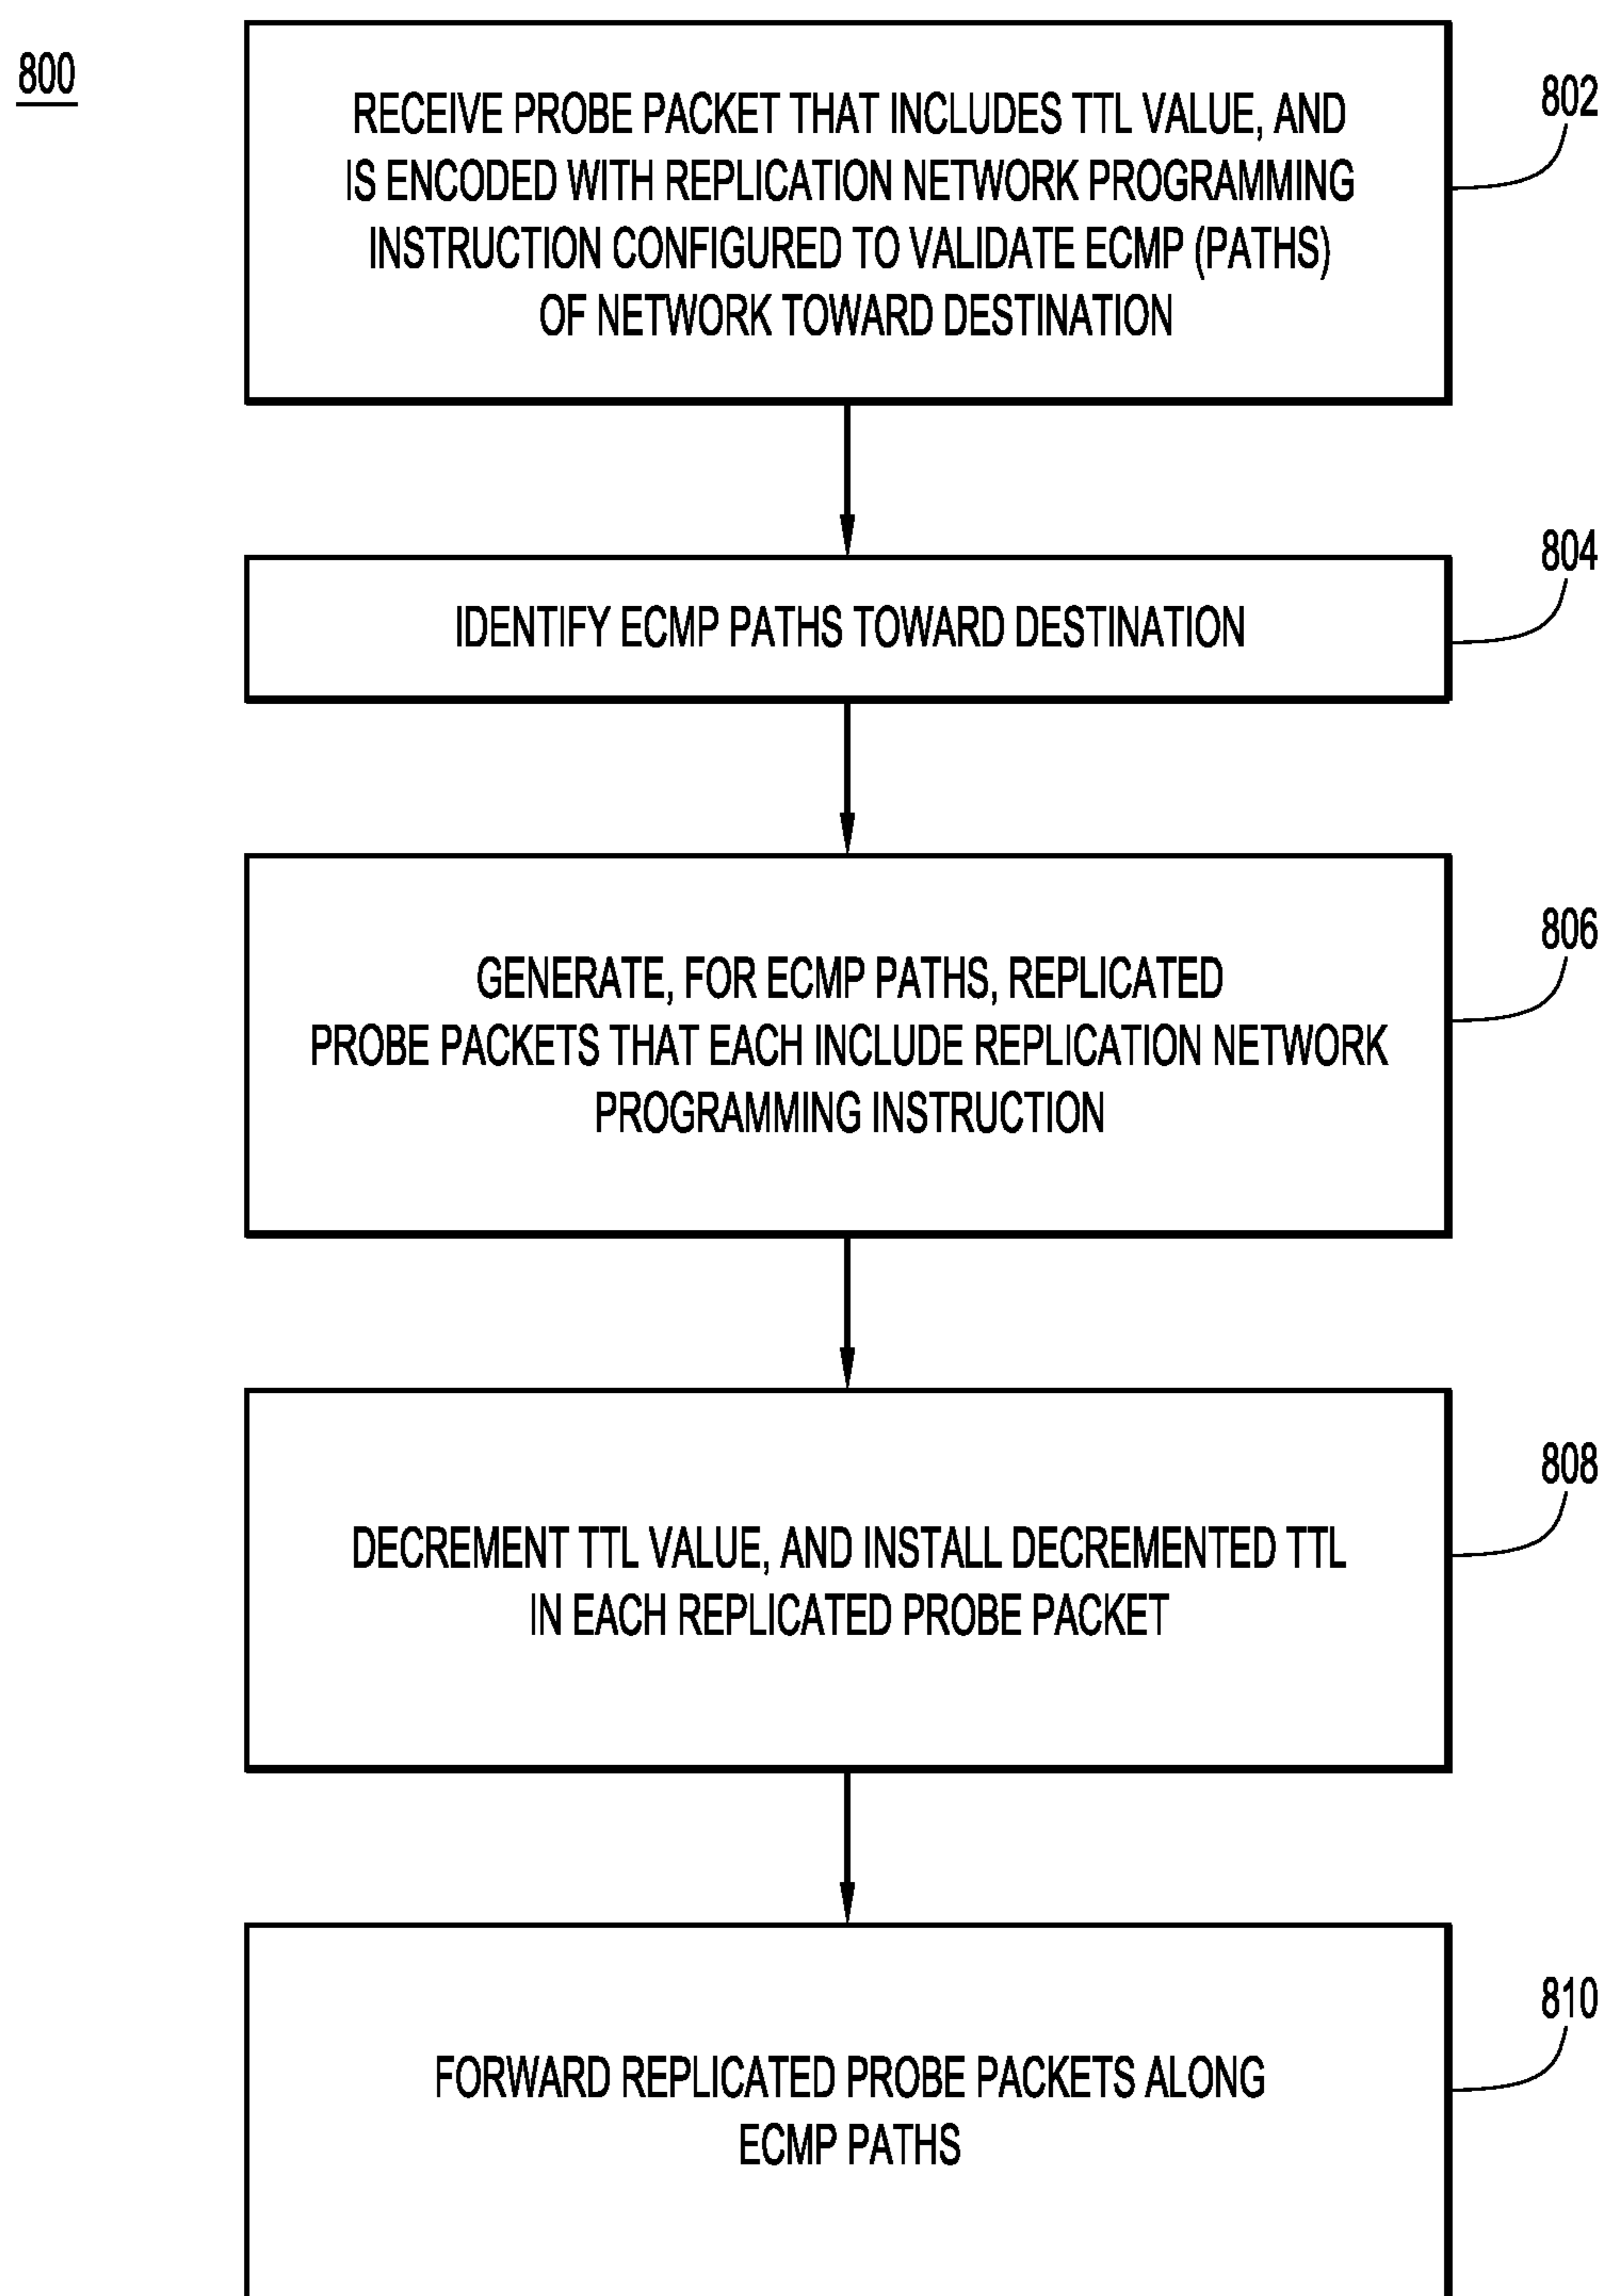 800
802
RECEIVE PROBE PACKET THAT INCLUDES TTL VALUE, AND
IS ENCODED WITH REPLICATION NETWORK PROGRAMMING
INSTRUCTION CONFIGURED TO VALIDATE ECMP (PATHS)
OF NETWORK TOWARD DESTINATION
804
IDENTIFY ECMP PATHS TOWARD DESTINATION
806
GENERATE, FOR ECMP PATHS, REPLICATED
PROBE PACKETS THAT EACH INCLUDE REPLICATION NETWORK
PROGRAMMING INSTRUCTION
808
DECREMENT TTL VALUE, AND INSTALL DECREMENTED TTL
IN EACH REPLICATED PROBE PACKET
810
FORWARD REPLICATED PROBE PACKETS ALONG
ECMP PATHS